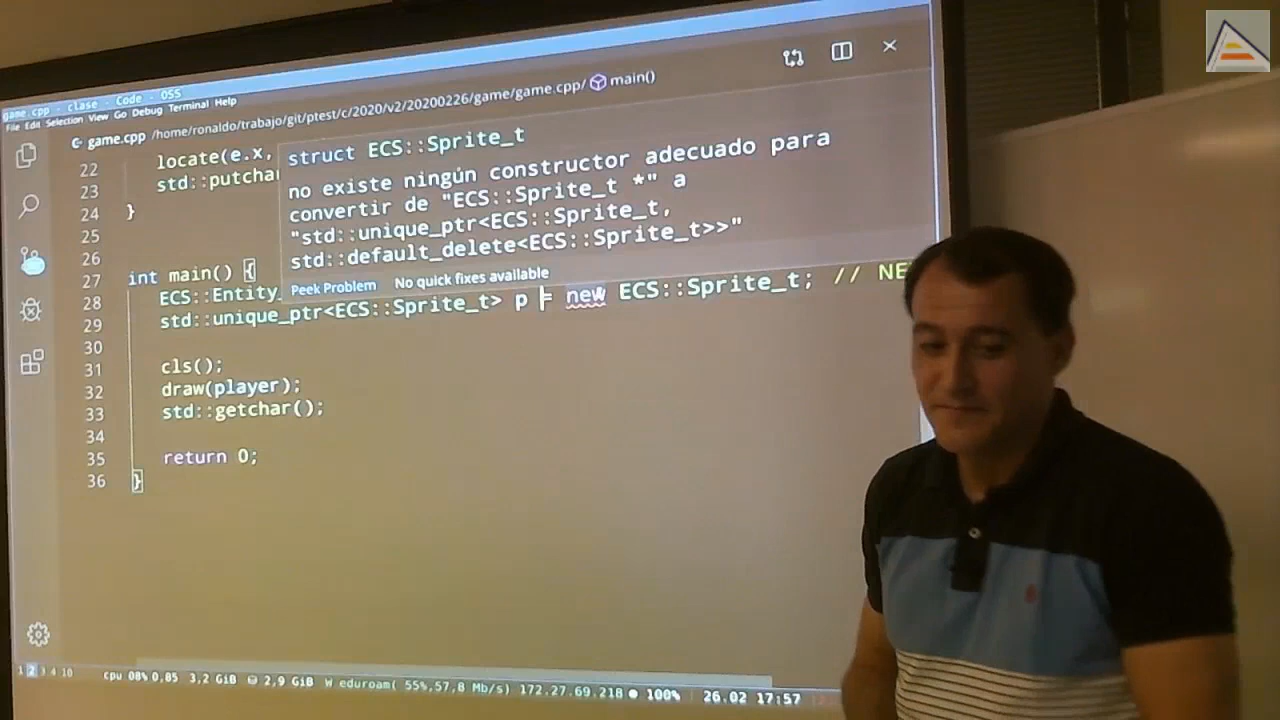 game.cpp - clase - Code - OSS
File Edit Selection View Go Debug Terminal Help
game.cpp /home/ronaldo/trabajo/git/ptest/c/2020/v2/20200226/game/game.cpp/ main()
22 locate(e.x,
23 std::putchar
24 }
25
26
27 int main() {
28 ECS::Entity_
29 std::unique_ptr<ECS::Sprite_t> p = new ECS::Sprite_t; // NE
30
31 cls();
32 draw(player);
33 std::getchar();
34
35 return 0;
36 }
struct ECS::Sprite_t
no existe ningún constructor adecuado para
convertir de "ECS::Sprite_t *" a
"std::unique_ptr<ECS::Sprite_t,
std::default_delete<ECS::Sprite_t>>"
Peek Problem No quick fixes available
1 2 3 4 10 cpu 08% 0,85 3,2 GiB 2,9 GiB W eduroam( 55%,57,8 Mb/s) 172.27.69.218 100% 26.02 17:57